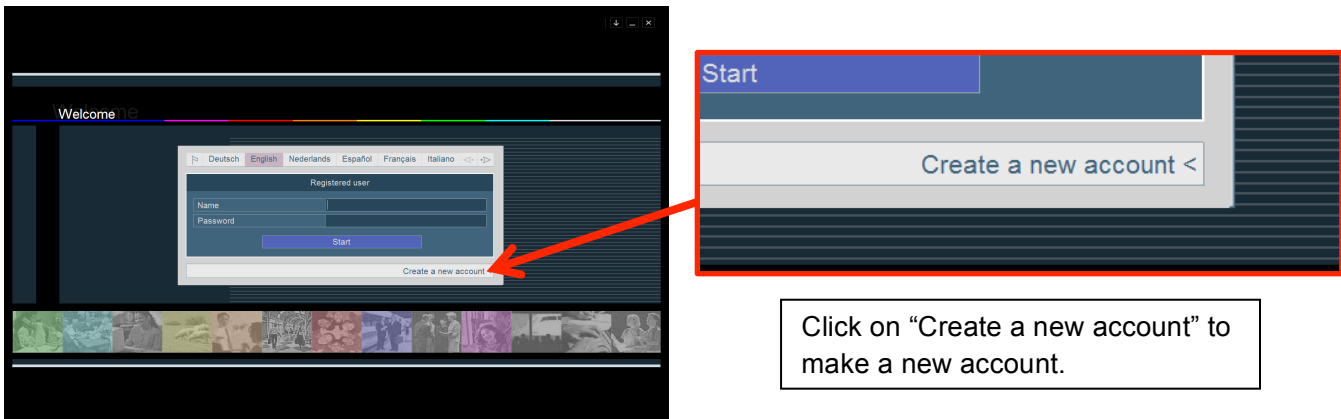 Welcome
Welcome
Deutsch English Nederlands Español Français Italiano
Registered user
Name
Password
Start
Create a new account
Start
Create a new account <
Click on “Create a new account” to
make a new account.